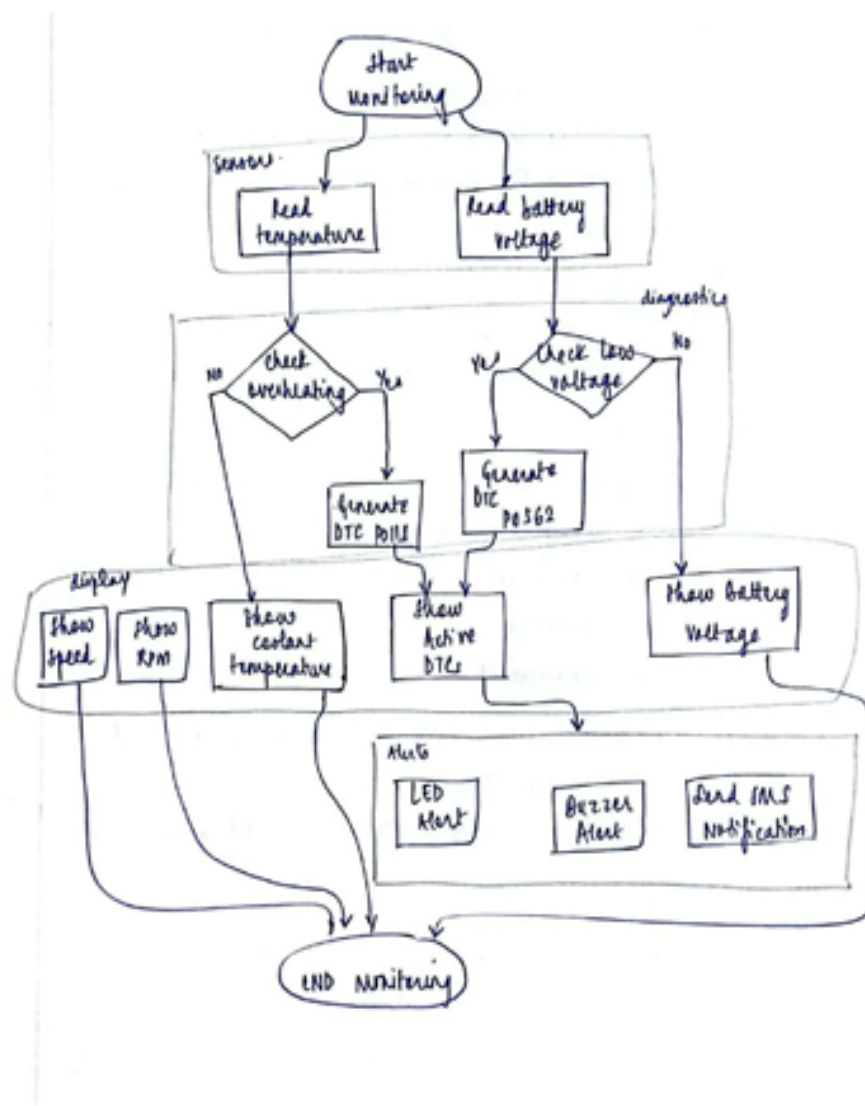 Start
Monitoring
Sensors
Read
temperature
Read battery
voltage
diagnostics
Check
overheating
NO
Yes
Check low
voltage
Yes
No
Generate
DTC
Generate
DTC
P0562
display
Show
Speed
Show
RPM
Show
coolant
temperature
Show
Active
DTCs
Show Battery
Voltage
Alerts
LED
Alert
Buzzer
Alert
Send SMS
Notification
END Monitoring